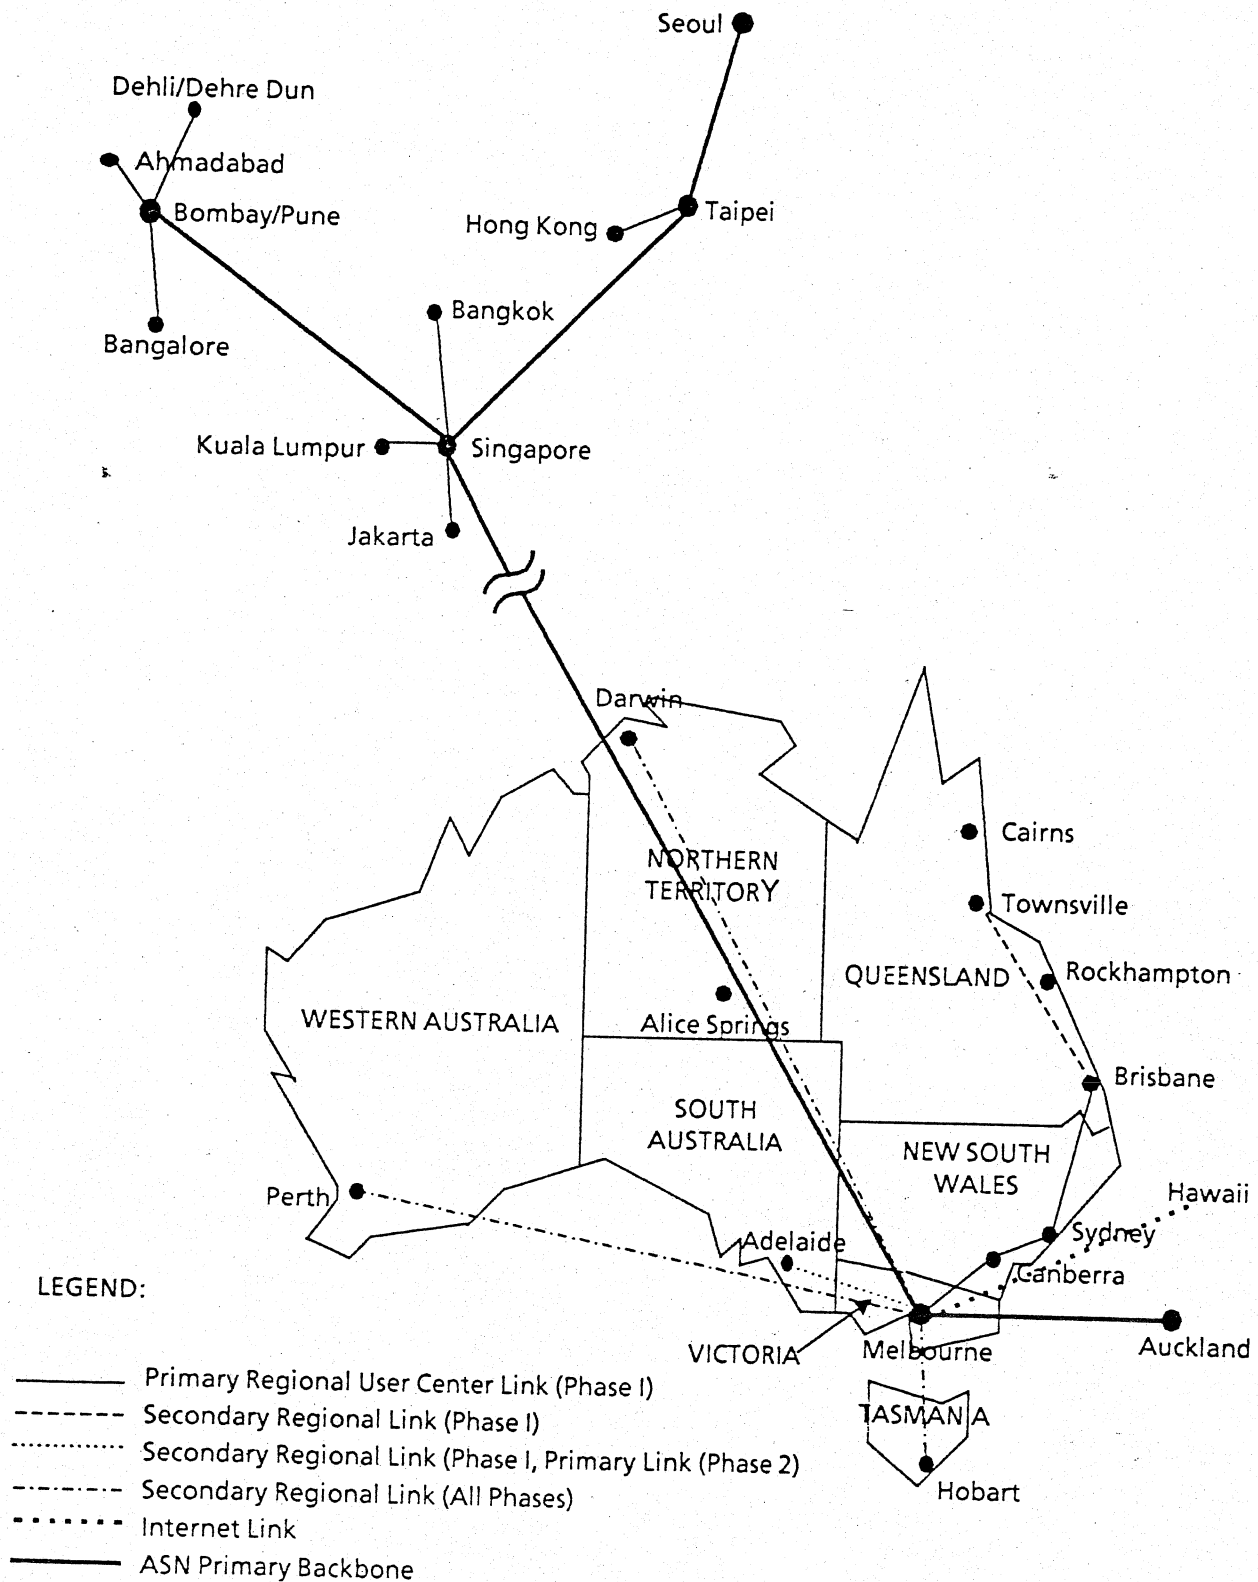 Seoul
Dehli/Dehre Dun
Ahmadabad
Bombay/Pune
Hong Kong
Taipei
Bangkok
Bangalore
Kuala Lumpur
Singapore
Jakarta
Darwin
Cairns
NORTHERN
TERRITORY
Townsville
QUEENSLAND
Rockhampton
WESTERN AUSTRALIA
Alice Springs
Brisbane
SOUTH
AUSTRALIA
NEW SOUTH
WALES
Perth
Hawaii
Sydney
Adelaide
Canberra
VICTORIA
Melbourne
Auckland
TASMANIA
Hobart
LEGEND:
Primary Regional User Center Link (Phase I)
Secondary Regional Link (Phase I)
Secondary Regional Link (Phase I, Primary Link (Phase 2)
Secondary Regional Link (All Phases)
Internet Link
ASN Primary Backbone